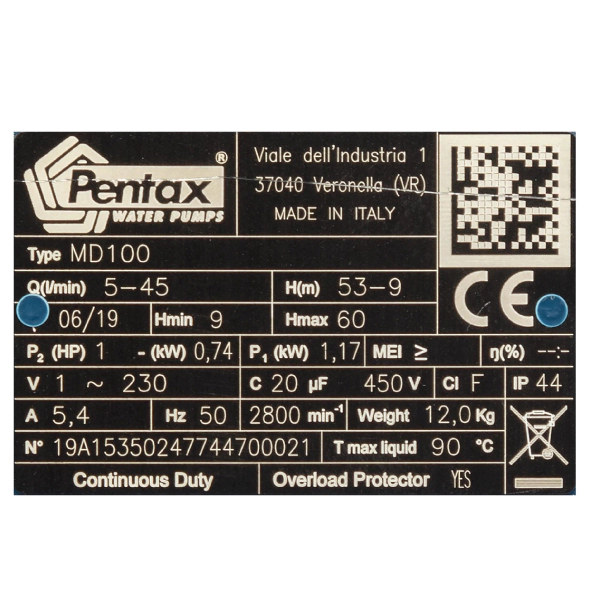 Pentax®
WATER PUMPS
Viale dell'Industria 1
37040 Veronella (VR)
MADE IN ITALY
CE
Type MD100
Q(l/min) 5-45 H(m) 53-9
06/19 Hmin 9 Hmax 60
P₂ (HP) 1 - (kW) 0,74 P₁ (kW) 1,17 MEI ≥ η(%) --:-
V 1 ~ 230 C 20 µF 450 V Cl F IP 44
A 5,4 Hz 50 2800 min⁻¹ Weight 12,0 Kg
N° 19A15350247744700021 T max liquid 90 °C
Continuous Duty Overload Protector YES